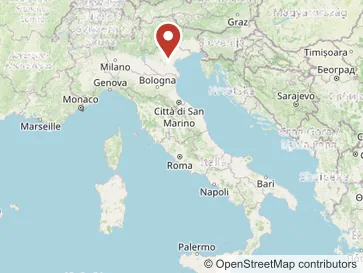 Magyarország
Graz
Timișoara
Milano
Београд
Genova
Bologna
Monaco
Città di San
Marino
Sarajevo
Marseille
Roma
Napoli
Bari
Palermo
© OpenStreetMap contributors